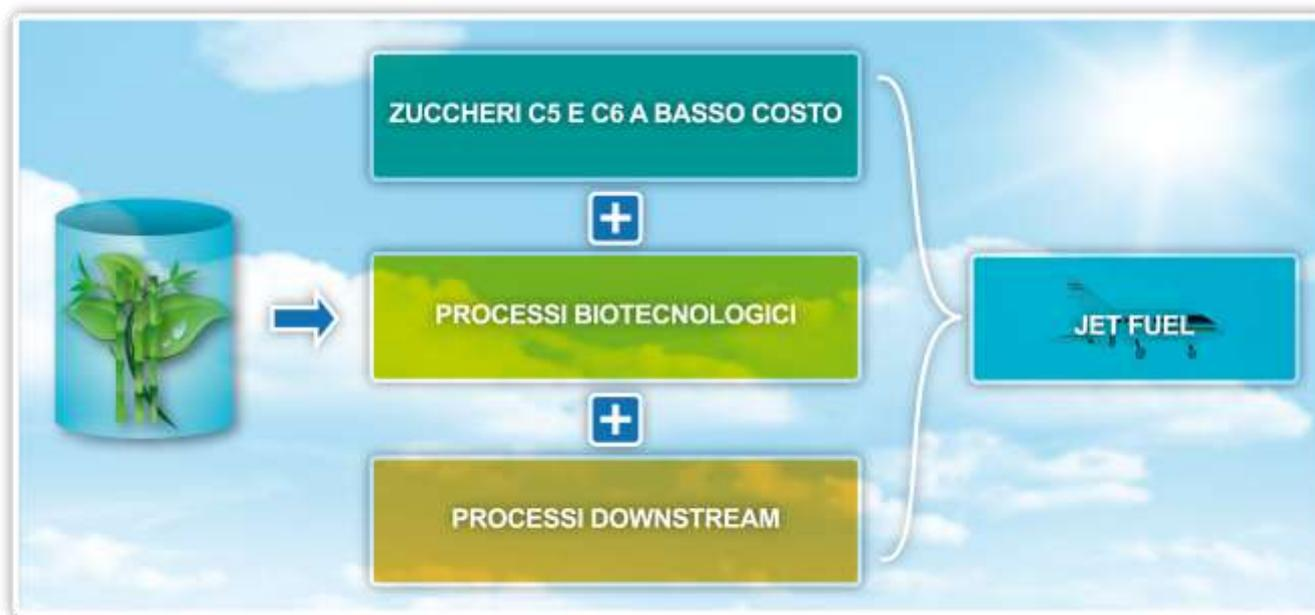 ZUCCHERI C5 E C6 A BASSO COSTO
PROCESSI BIOTECNOLOGICI
JET FUEL
PROCESSI DOWNSTREAM